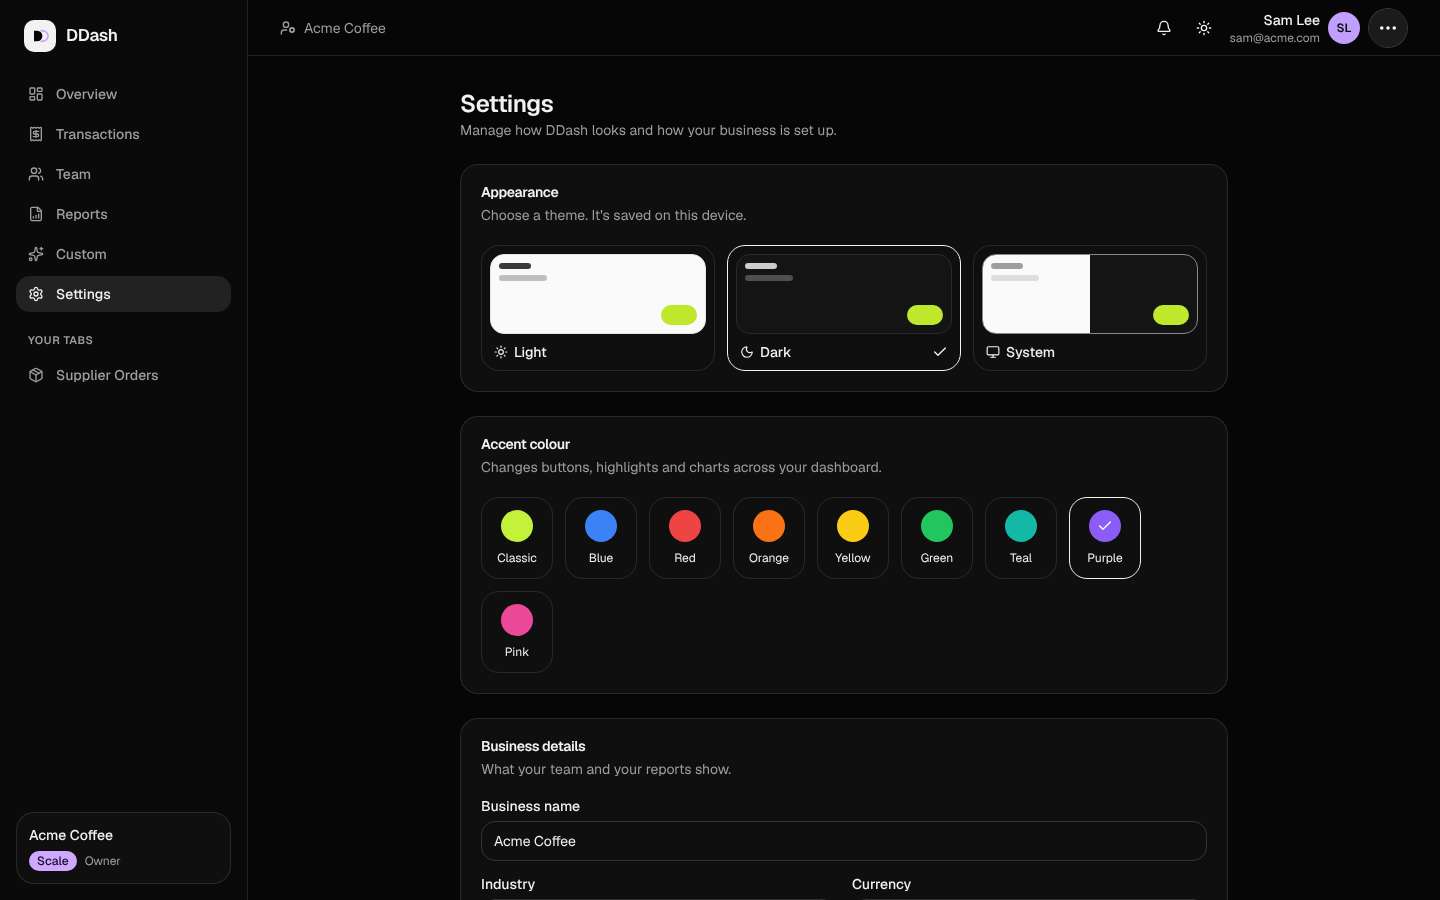 DDash
Acme Coffee
Sam Lee
sam@acme.com
SL
Overview
Transactions
Team
Reports
Custom
Settings
YOUR TABS
Supplier Orders
Acme Coffee
Scale Owner
Settings
Manage how DDash looks and how your business is set up.
Appearance
Choose a theme. It's saved on this device.
Light
Dark
System
Accent colour
Changes buttons, highlights and charts across your dashboard.
Classic
Blue
Red
Orange
Yellow
Green
Teal
Purple
Pink
Business details
What your team and your reports show.
Business name
Acme Coffee
Industry
Currency